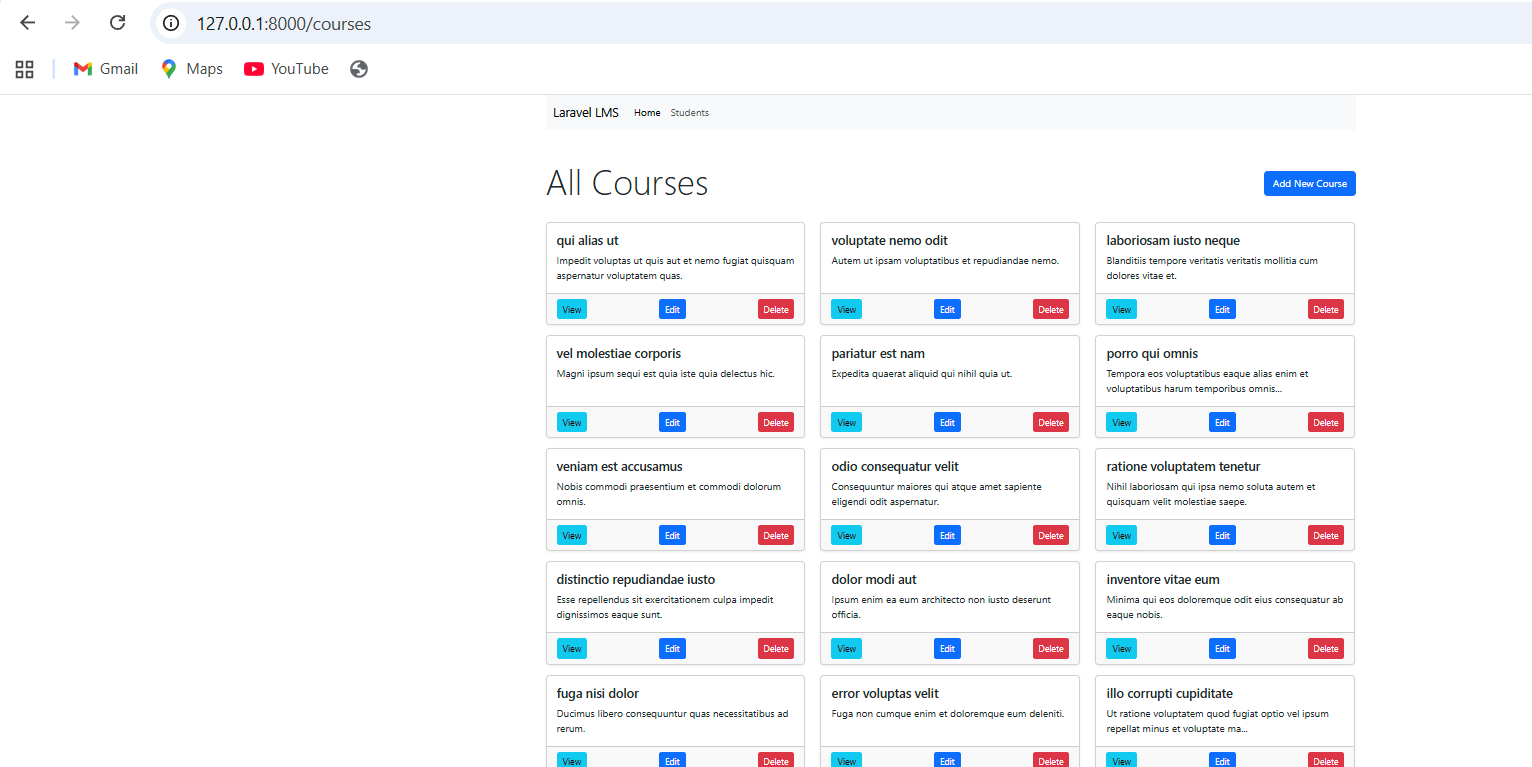 127.0.0.1:8000/courses
Gmail Maps YouTube
Laravel LMS Home Students
All Courses
Add New Course
qui alias ut
Impedit voluptas ut quis aut et nemo fugiat quisquam
aspernatur voluptatem quas.
View Edit Delete
voluptate nemo odit
Autem ut ipsam voluptatibus et repudiandae nemo.
View Edit Delete
laboriosam iusto neque
Blanditiis tempore veritatis veritatis mollitia cum
dolores vitae et.
View Edit Delete
vel molestiae corporis
Magni ipsum sequi est quia iste quia delectus hic.
View Edit Delete
pariatur est nam
Expedita quaerat aliquid qui nihil quia ut.
View Edit Delete
porro qui omnis
Tempora eos voluptatibus eaque alias enim et
voluptatibus harum temporibus omnis...
View Edit Delete
veniam est accusamus
Nobis commodi praesentium et commodi dolorum
omnis.
View Edit Delete
odio consequatur velit
Consequuntur maiores qui atque amet sapiente
eligendi odit aspernatur.
View Edit Delete
ratione voluptatem tenetur
Nihil laboriosam qui ipsa nemo soluta autem et
quisquam velit molestiae saepe.
View Edit Delete
distinctio repudiandae iusto
Esse repellendus sit exercitationem culpa impedit
dignissimos eaque sunt.
View Edit Delete
dolor modi aut
Ipsum enim ea eum architecto non iusto deserunt
officia.
View Edit Delete
inventore vitae eum
Minima qui eos doloremque odit eius consequatur ab
eaque nobis.
View Edit Delete
fuga nisi dolor
Ducimus libero consequuntur quas necessitatibus ad
rerum.
View Edit Delete
error voluptas velit
Fuga non cumque enim et doloremque eum deleniti.
View Edit Delete
illo corrupti cupiditate
Ut ratione voluptatem quod fugiat optio vel ipsum
repellat minus et voluptate ma...
View Edit Delete